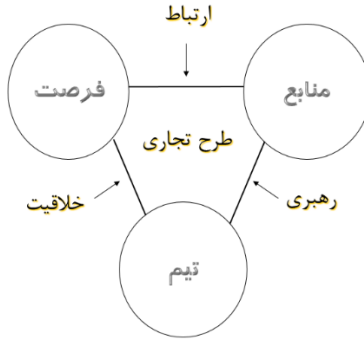 ارتباط
منابع
فرصت
طرح تجاری
رهبری
خلاقیت
تیم